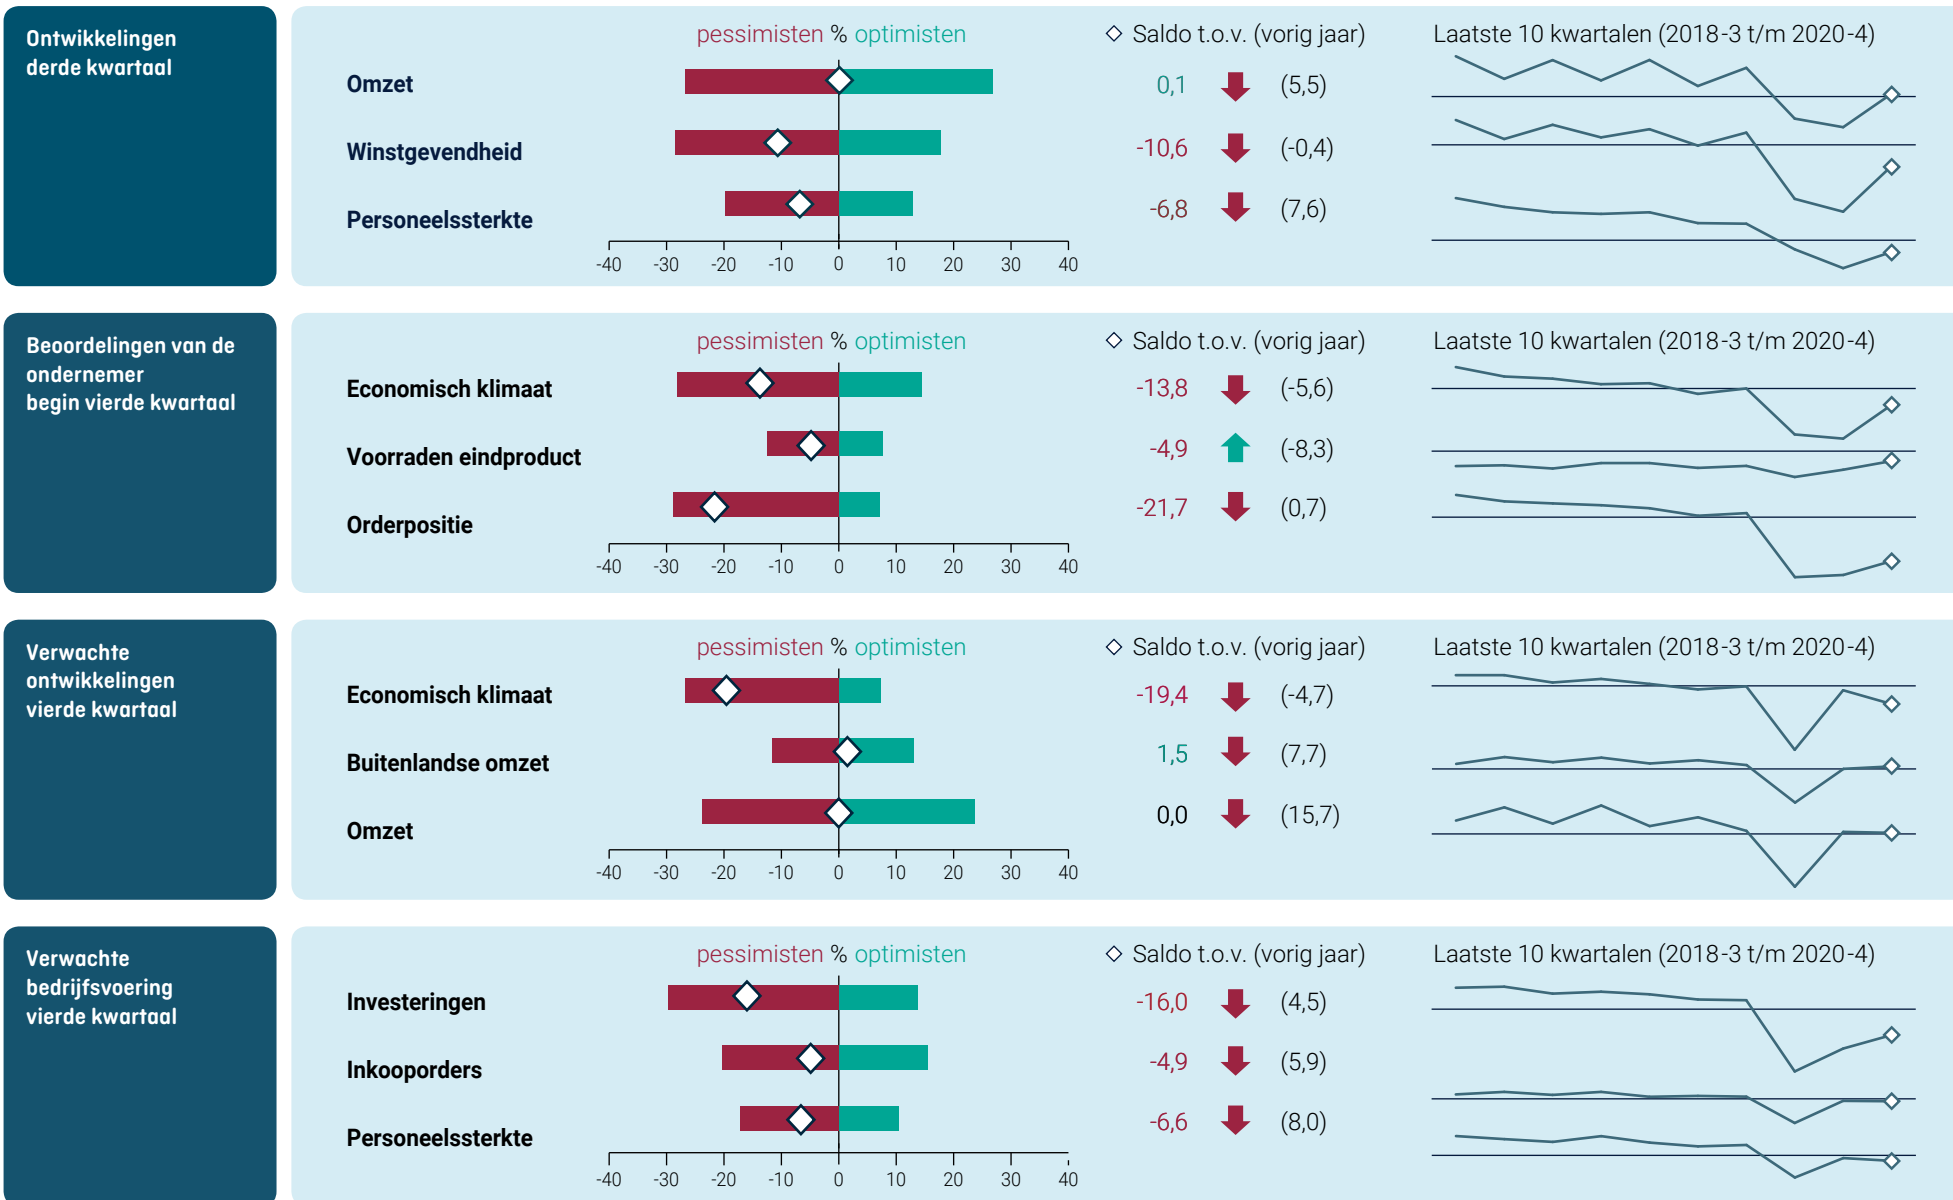 Ontwikkelingen
derde kwartaal
pessimisten % optimisten
Saldo t.o.v. (vorig jaar)
Laatste 10 kwartalen (2018-3 t/m 2020-4)
Omzet
0,1 (5,5)
Winstgevendheid
-10,6 (-0,4)
Personeelssterkte
-6,8 (7,6)
-40 -30 -20 -10 0 10 20 30 40
Beoordelingen van de
ondernemer
begin vierde kwartaal
pessimisten % optimisten
Saldo t.o.v. (vorig jaar)
Laatste 10 kwartalen (2018-3 t/m 2020-4)
Economisch klimaat
-13,8 (-5,6)
Voorraden eindproduct
-4,9 (-8,3)
Orderpositie
-21,7 (0,7)
-40 -30 -20 -10 0 10 20 30 40
Verwachte
ontwikkelingen
vierde kwartaal
pessimisten % optimisten
Saldo t.o.v. (vorig jaar)
Laatste 10 kwartalen (2018-3 t/m 2020-4)
Economisch klimaat
-19,4 (-4,7)
Buitenlandse omzet
1,5 (7,7)
Omzet
0,0 (15,7)
-40 -30 -20 -10 0 10 20 30 40
Verwachte
bedrijfsvoering
vierde kwartaal
pessimisten % optimisten
Saldo t.o.v. (vorig jaar)
Laatste 10 kwartalen (2018-3 t/m 2020-4)
Investeringen
-16,0 (4,5)
Inkooporders
-4,9 (5,9)
Personeelssterkte
-6,6 (8,0)
-40 -30 -20 -10 0 10 20 30 40